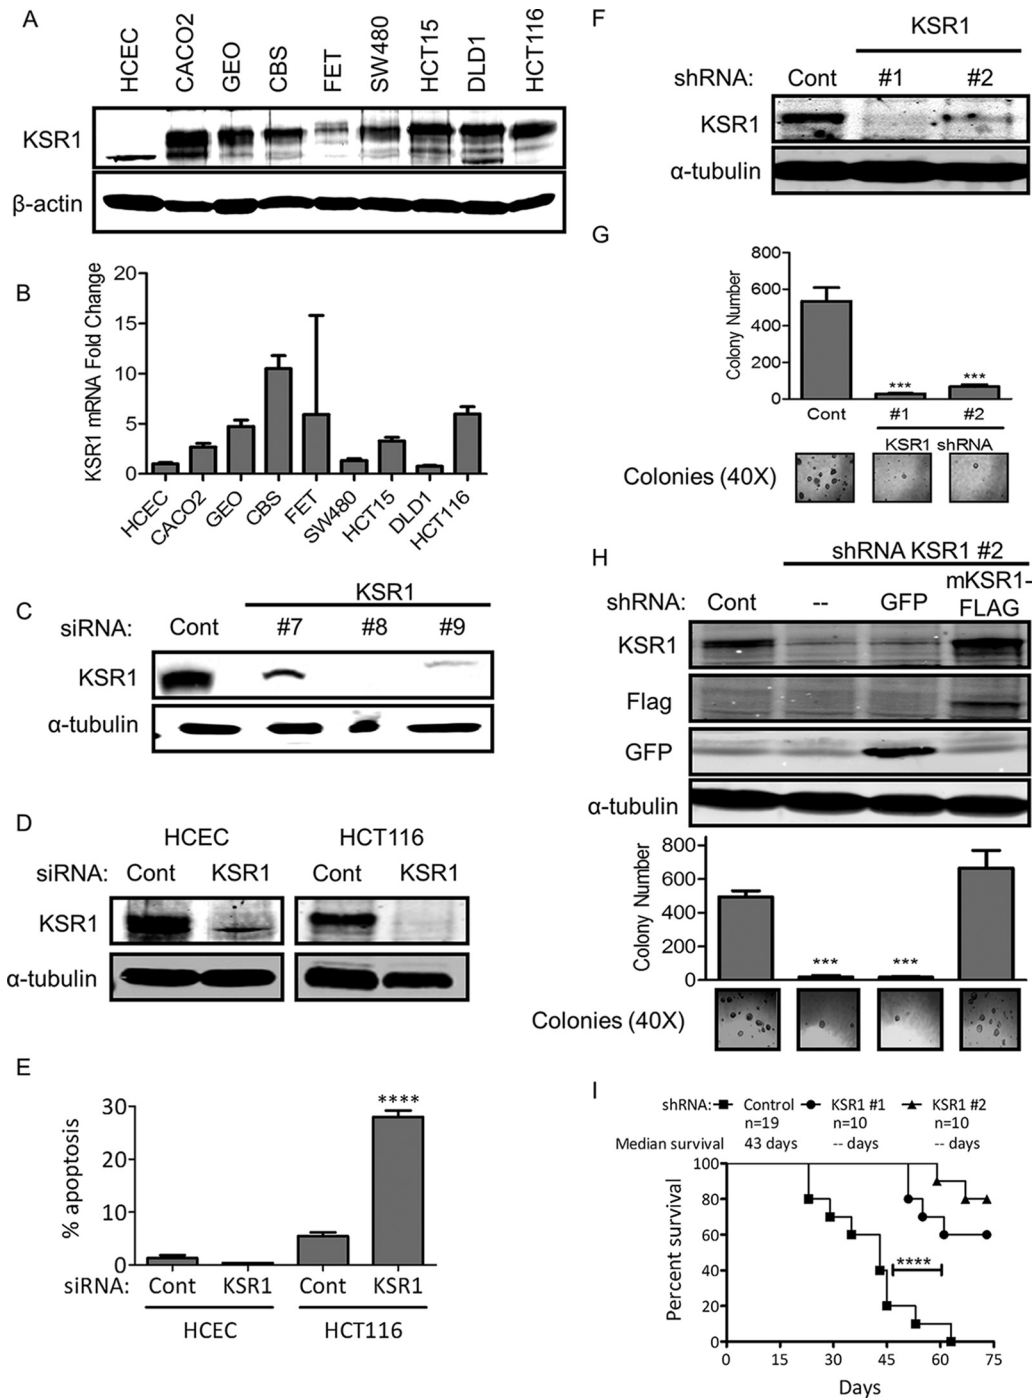 A
HCEC CACO2 GEO CBS FET SW480 HCT15 DLD1 HCT116
KSR1
β-actin
B
KSR1 mRNA Fold Change
20
15
10
5
0
HCEC CACO2 GEO CBS FET SW480 HCT15 DLD1 HCT116
C
KSR1
siRNA: Cont #7 #8 #9
KSR1
α-tubulin
D
HCEC HCT116
siRNA: Cont KSR1 Cont KSR1
KSR1
α-tubulin
E
% apoptosis
30
20
10
0
****
siRNA: Cont KSR1 Cont KSR1
HCEC HCT116
F
KSR1
shRNA: Cont #1 #2
KSR1
α-tubulin
G
Colony Number
800
600
400
200
0
*** ***
Cont #1 #2
KSR1 shRNA
Colonies (40X)
H
shRNA KSR1 #2
mKSR1-
shRNA: Cont -- GFP FLAG
KSR1
Flag
GFP
α-tubulin
Colony Number
800
600
400
200
0
*** ***
Colonies (40X)
I
shRNA: Control KSR1 #1 KSR1 #2
n=19 n=10 n=10
Median survival 43 days -- days -- days
Percent survival
100
80
60
40
20
0
****
0 15 30 45 60 75
Days